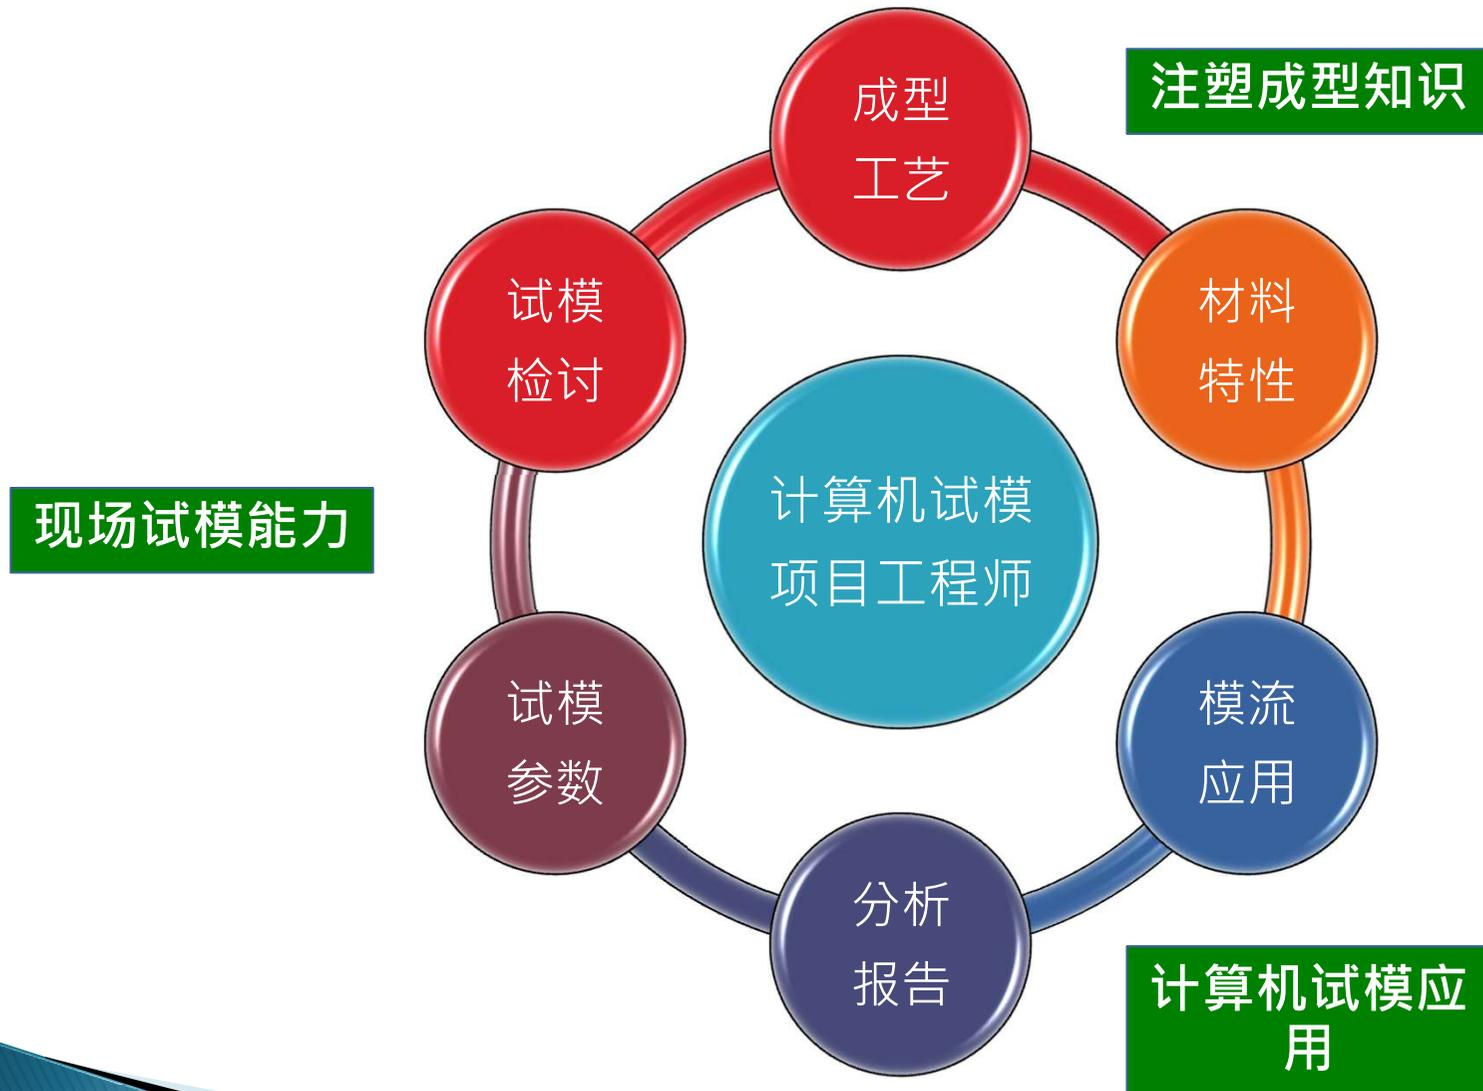 成型
工艺
注塑成型知识
试模
检讨
材料
特性
计算机试模
项目工程师
现场试模能力
试模
参数
模流
应用
分析
报告
计算机试模应
用